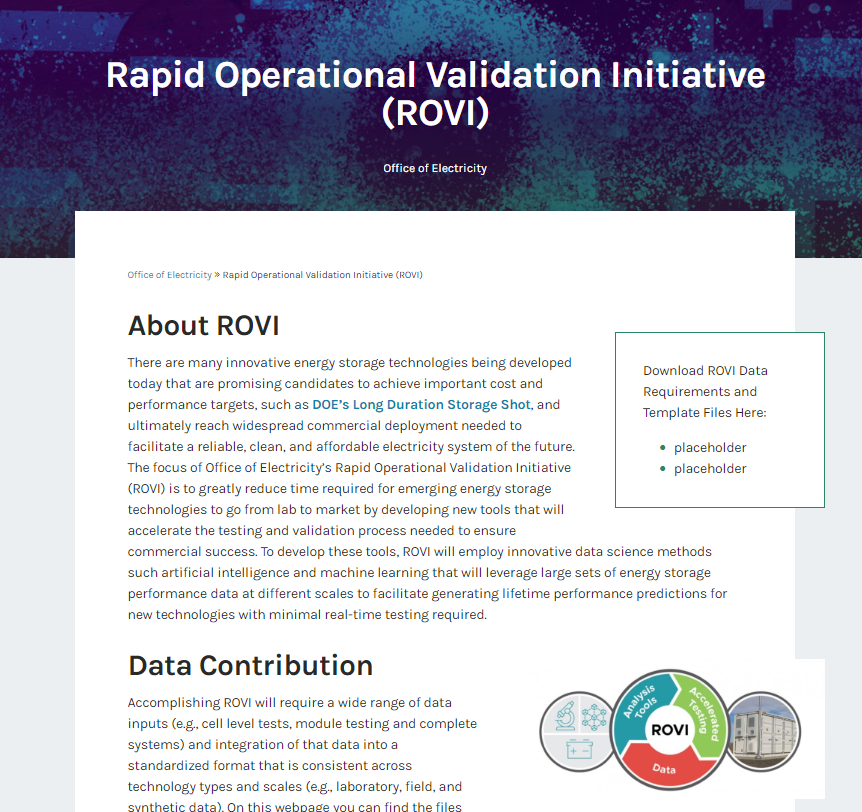 Rapid Operational Validation Initiative
(ROVI)
Office of Electricity
Office of Electricity » Rapid Operational Validation Initiative (ROVI)
About ROVI
There are many innovative energy storage technologies being developed
today that are promising candidates to achieve important cost and
performance targets, such as DOE's Long Duration Storage Shot, and
ultimately reach widespread commercial deployment needed to
facilitate a reliable, clean, and affordable electricity system of the future.
The focus of Office of Electricity's Rapid Operational Validation Initiative
(ROVI) is to greatly reduce time required for emerging energy storage
technologies to go from lab to market by developing new tools that will
accelerate the testing and validation process needed to ensure
commercial success. To develop these tools, ROVI will employ innovative data science methods
such artificial intelligence and machine learning that will leverage large sets of energy storage
performance data at different scales to facilitate generating lifetime performance predictions for
new technologies with minimal real-time testing required.
Download ROVI Data
Requirements and
Template Files Here:
• placeholder
• placeholder
Data Contribution
Accomplishing ROVI will require a wide range of data
inputs (e.g., cell level tests, module testing and complete
systems) and integration of that data into a
standardized format that is consistent across
technology types and scales (e.g., laboratory, field, and
synthetic data). On this webpage you can find the files
Analysis
Tools
Accelerated
Testing
ROVI
Data